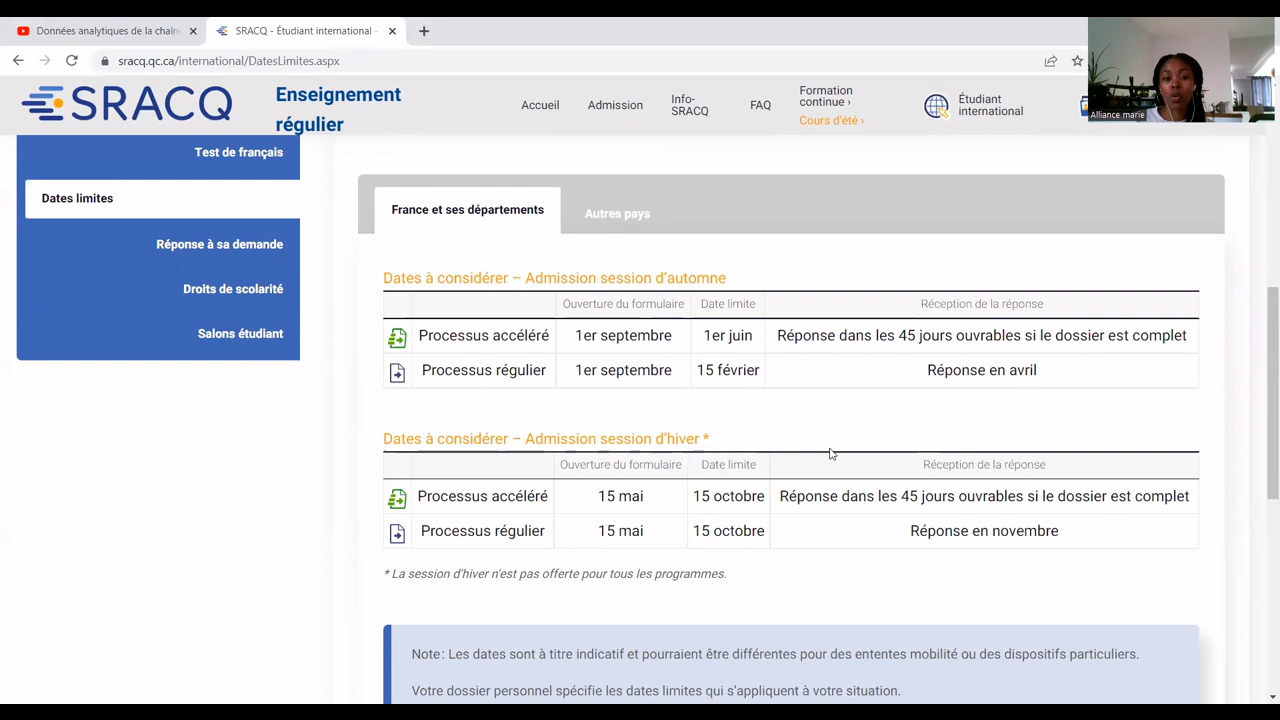 Données analytiques de la chaîn
SRACQ - Étudiant international -
sracq.qc.ca/international/DatesLimites.aspx
Alliance marie
SRACQ
Enseignement
régulier
Accueil
Admission
Info-
SRACQ
FAQ
Formation
continue ›
Cours d'été ›
Étudiant
international
Test de français
Dates limites
Réponse à sa demande
Droits de scolarité
Salons étudiant
France et ses départements
Autres pays
Dates à considérer – Admission session d'automne
Ouverture du formulaire Date limite Réception de la réponse
Processus accéléré 1er septembre 1er juin Réponse dans les 45 jours ouvrables si le dossier est complet
Processus régulier 1er septembre 15 février Réponse en avril
Dates à considérer – Admission session d'hiver *
Ouverture du formulaire Date limite Réception de la réponse
Processus accéléré 15 mai 15 octobre Réponse dans les 45 jours ouvrables si le dossier est complet
Processus régulier 15 mai 15 octobre Réponse en novembre
* La session d'hiver n'est pas offerte pour tous les programmes.
Note : Les dates sont à titre indicatif et pourraient être différentes pour des ententes mobilité ou des dispositifs particuliers.
Votre dossier personnel spécifie les dates limites qui s'appliquent à votre situation.